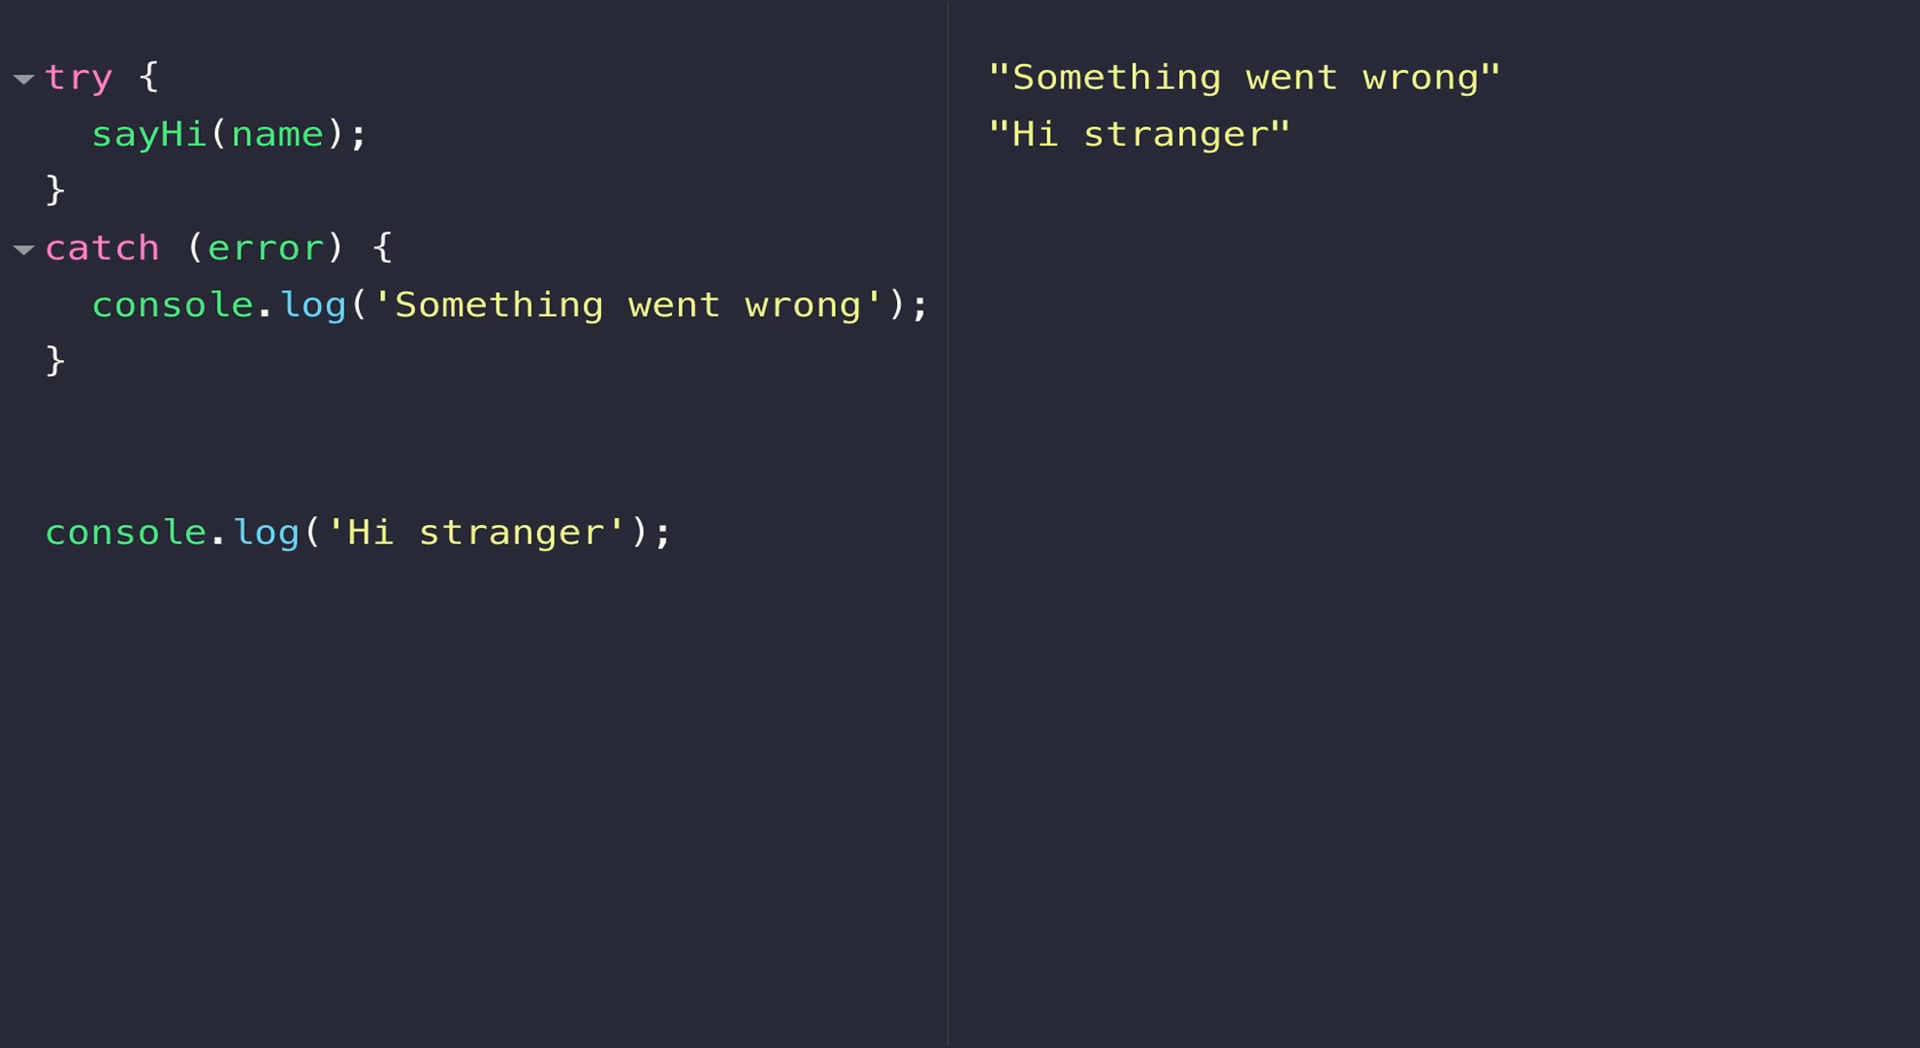 try {
  sayHi(name);
}
catch (error) {
  console.log('Something went wrong');
}
console.log('Hi stranger');
"Something went wrong"
"Hi stranger"